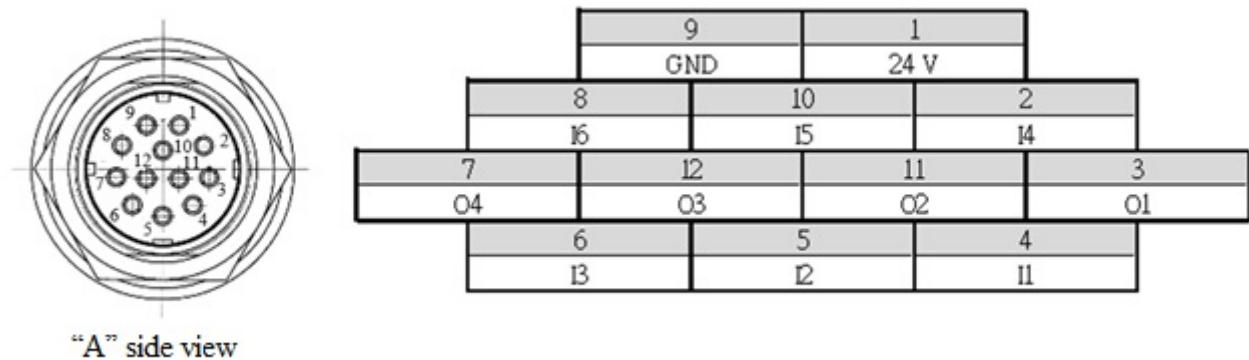 9 1
GND 24 V
8 10 2
I6 I5 I4
7 12 11 3
O4 O3 O2 O1
6 5 4
I3 I2 I1
9 1
8 10 2
12 11
7 3
6 4
5
“A” side view